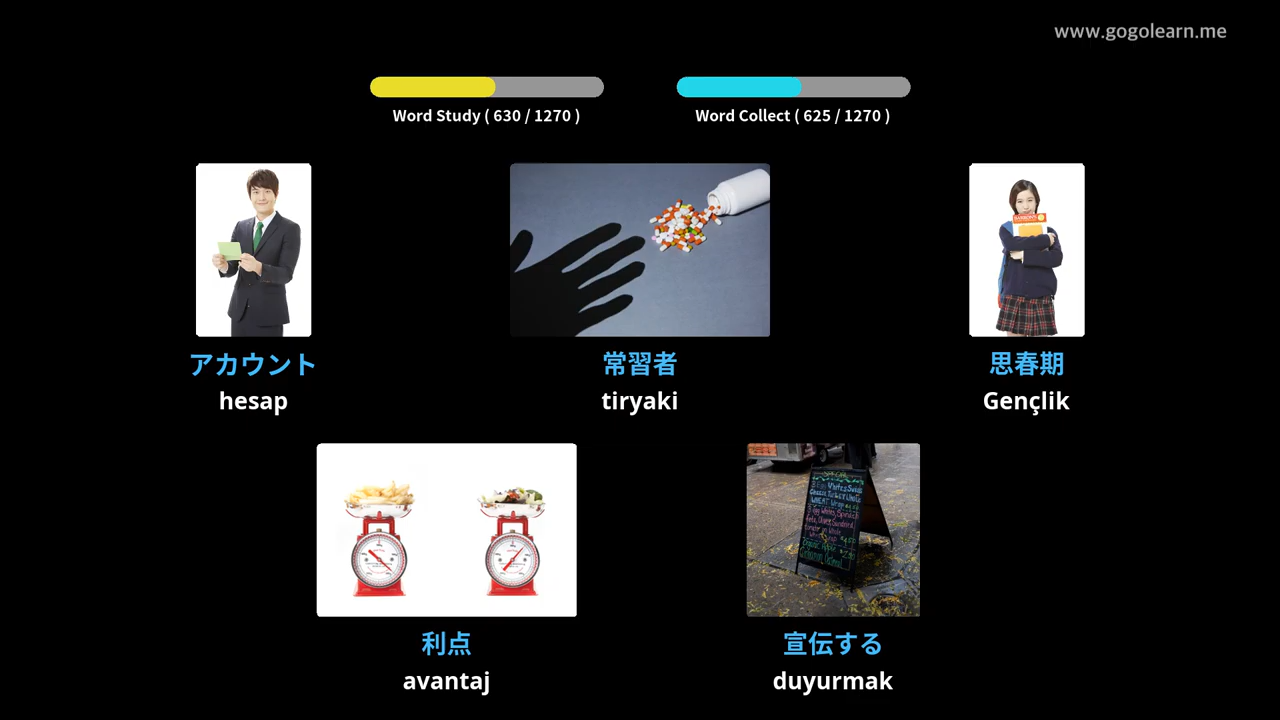 www.gogolearn.me
Word Study ( 630 / 1270 )
Word Collect ( 625 / 1270 )
アカウント
hesap
常習者
tiryaki
思春期
Gençlik
利点
avantaj
宣伝する
duyurmak